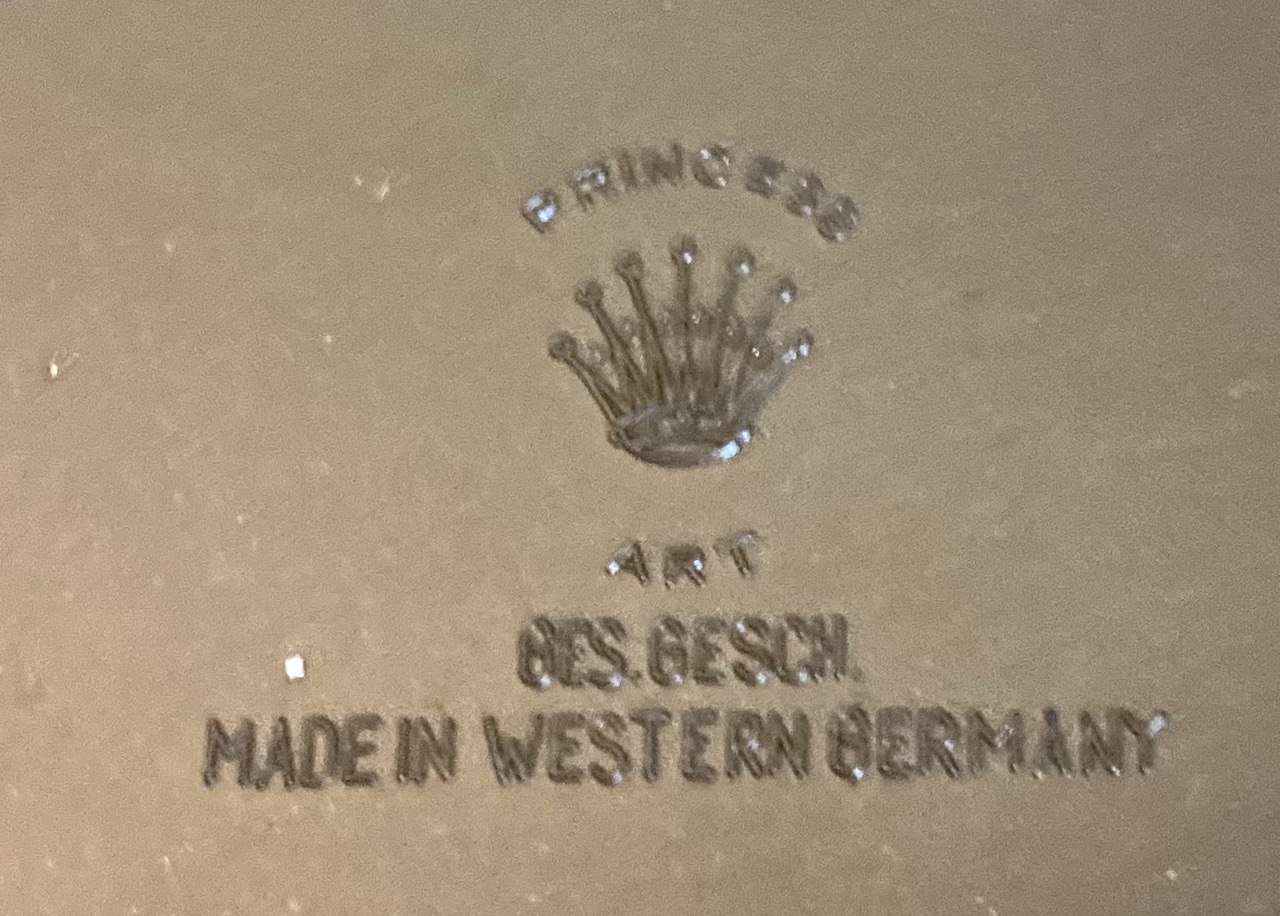 PRINCESS
ART
GES. GESCH.
MADE IN WESTERN GERMANY